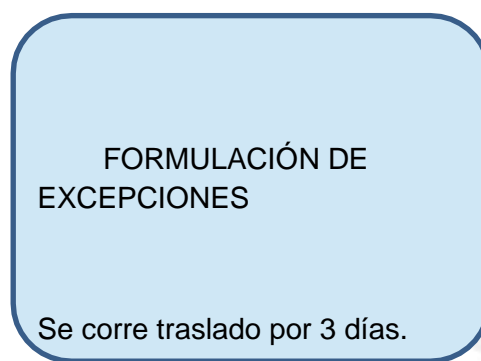 FORMULACIÓN DE
EXCEPCIONES
Se corre traslado por 3 días.